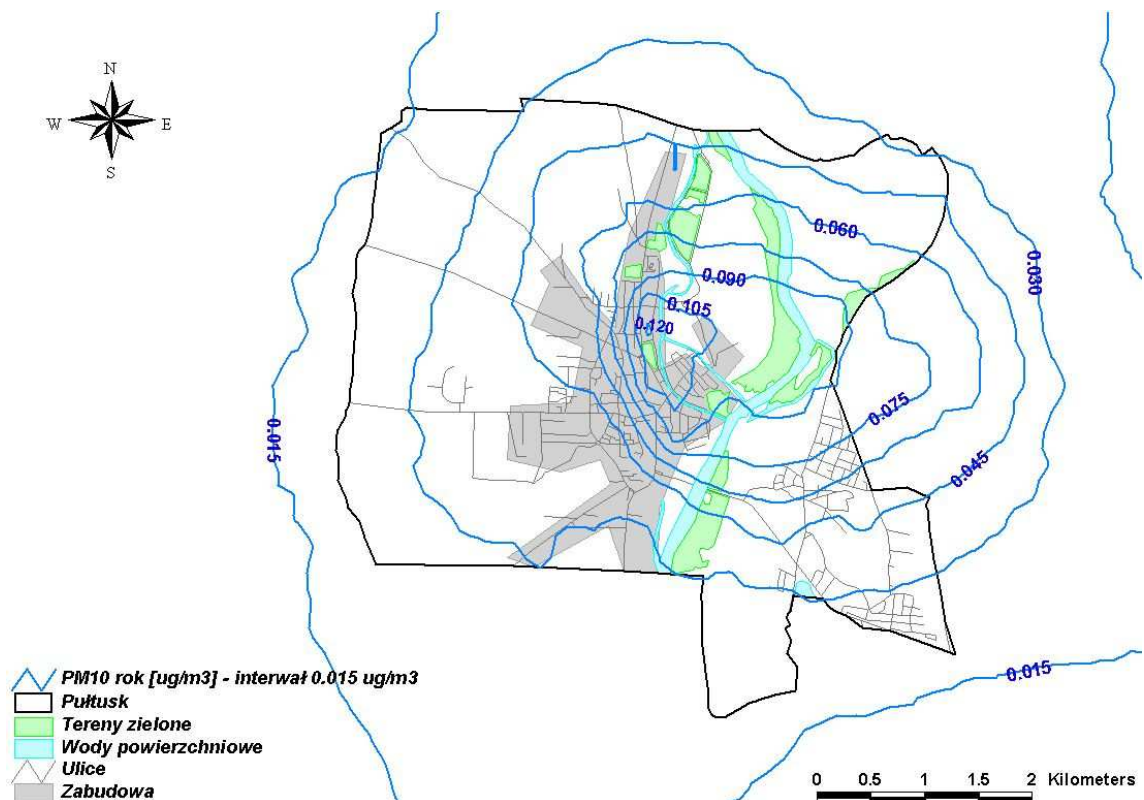 N
W E
S
0.060
0.090
0.030
0.105
0.120
0.075
0.015
0.045
0.015
PM10 rok [ug/m3] - interwał 0.015 ug/m3
Pułtusk
Tereny zielone
Wody powierzchniowe
Ulice
Zabudowa
0 0.5 1 1.5 2 Kilometers